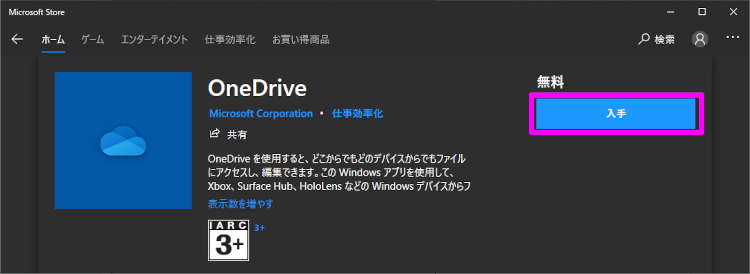 Microsoft Store
ホーム ゲーム エンターテイメント 仕事効率化 お買い得商品 検索
OneDrive
Microsoft Corporation • 仕事効率化
共有
OneDrive を使用すると、どこからでもどのデバイスからでもファイル
にアクセスし、編集できます。この Windows アプリを使用して、
Xbox、Surface Hub、HoloLens などの Windows デバイスからフ
表示数を増やす
IARC
3+
3+
無料
入手